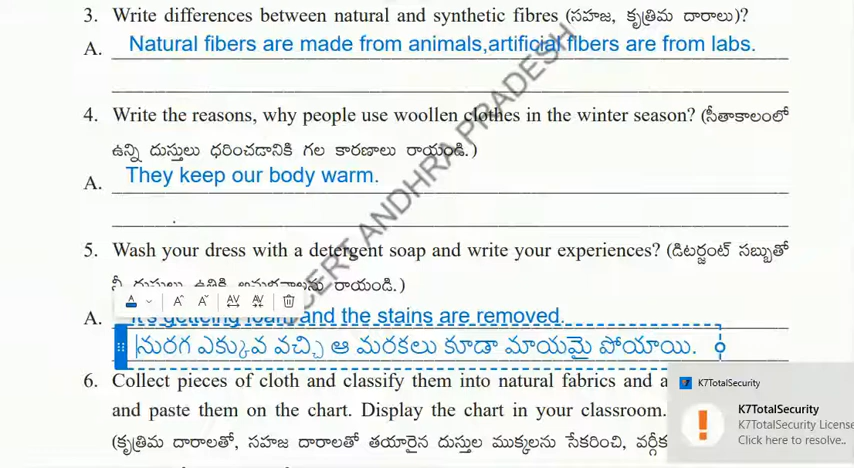 3. Write differences between natural and synthetic fibres (సహజ, కృత్రిమ దారాలు)?
A. Natural fibers are made from animals,artificial fibers are from labs.
4. Write the reasons, why people use woollen clothes in the winter season? (సీతాకాలంలో
ఉన్ని దుస్తులు ధరించడానికి గల కారణాలు రాయండి.)
A. They keep our body warm.
5. Wash your dress with a detergent soap and write your experiences? (డిటర్జంట్ సబ్బుతో
నీ దుస్తులు ఉతికి అనుభవాలను రాయండి.)
A. and the stains are removed.
నురగ ఎక్కువ వచ్చి ఆ మరకలు కూడా మాయమై పోయాయి.
6. Collect pieces of cloth and classify them into natural fabrics and a
and paste them on the chart. Display the chart in your classroom.
(కృత్రిమ దారాలతో, సహజ దారాలతో తయారైన దుస్తుల ముక్కలను సేకరించి, వర్గీక
CERT ANDHRA PRADESH
K7TotalSecurity
K7TotalSecurity
K7TotalSecurity License
Click here to resolve..